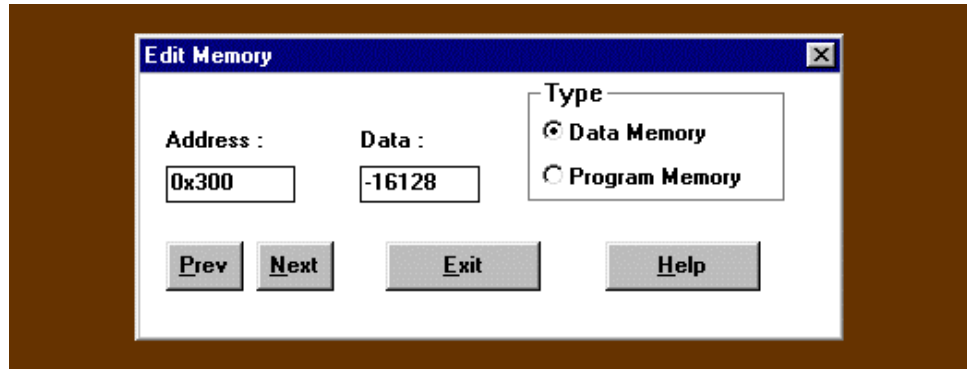 Edit Memory
Type
Address :
Data :
Data Memory
0x300
-16128
Program Memory
Prev
Next
Exit
Help